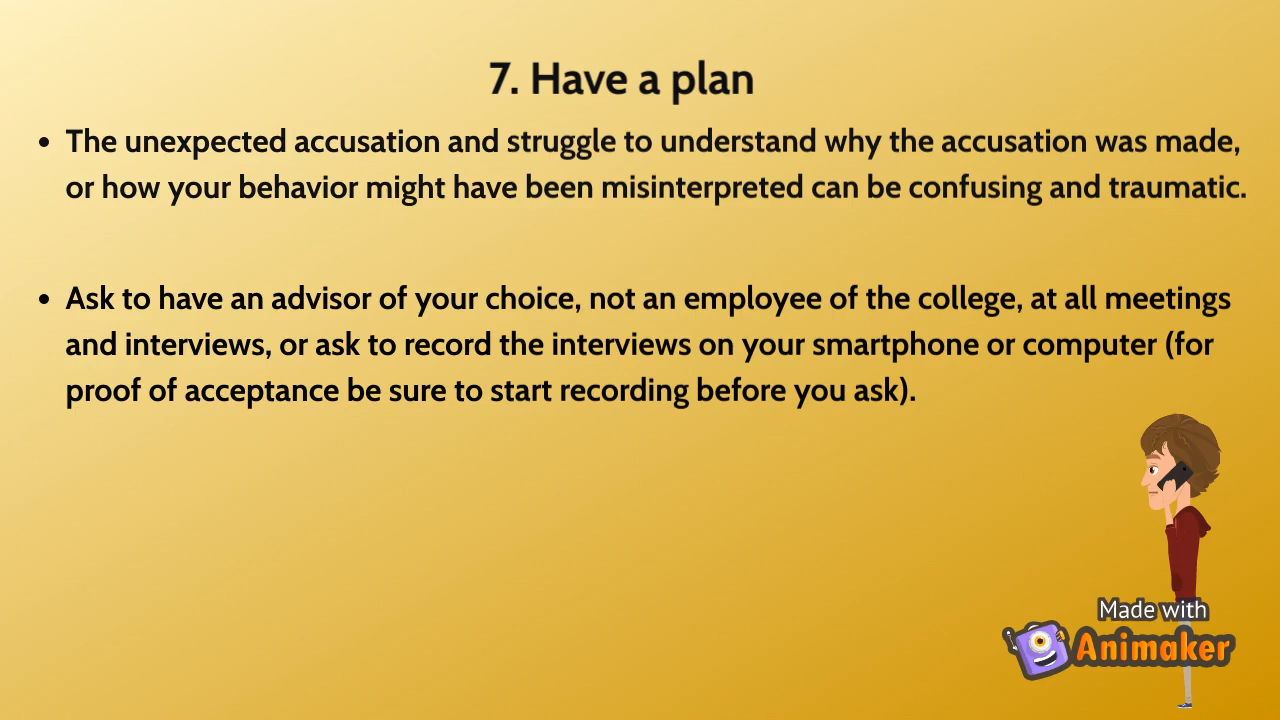 7. Have a plan
• The unexpected accusation and struggle to understand why the accusation was made,
or how your behavior might have been misinterpreted can be confusing and traumatic.
• Ask to have an advisor of your choice, not an employee of the college, at all meetings
and interviews, or ask to record the interviews on your smartphone or computer (for
proof of acceptance be sure to start recording before you ask).
Made with
Animaker